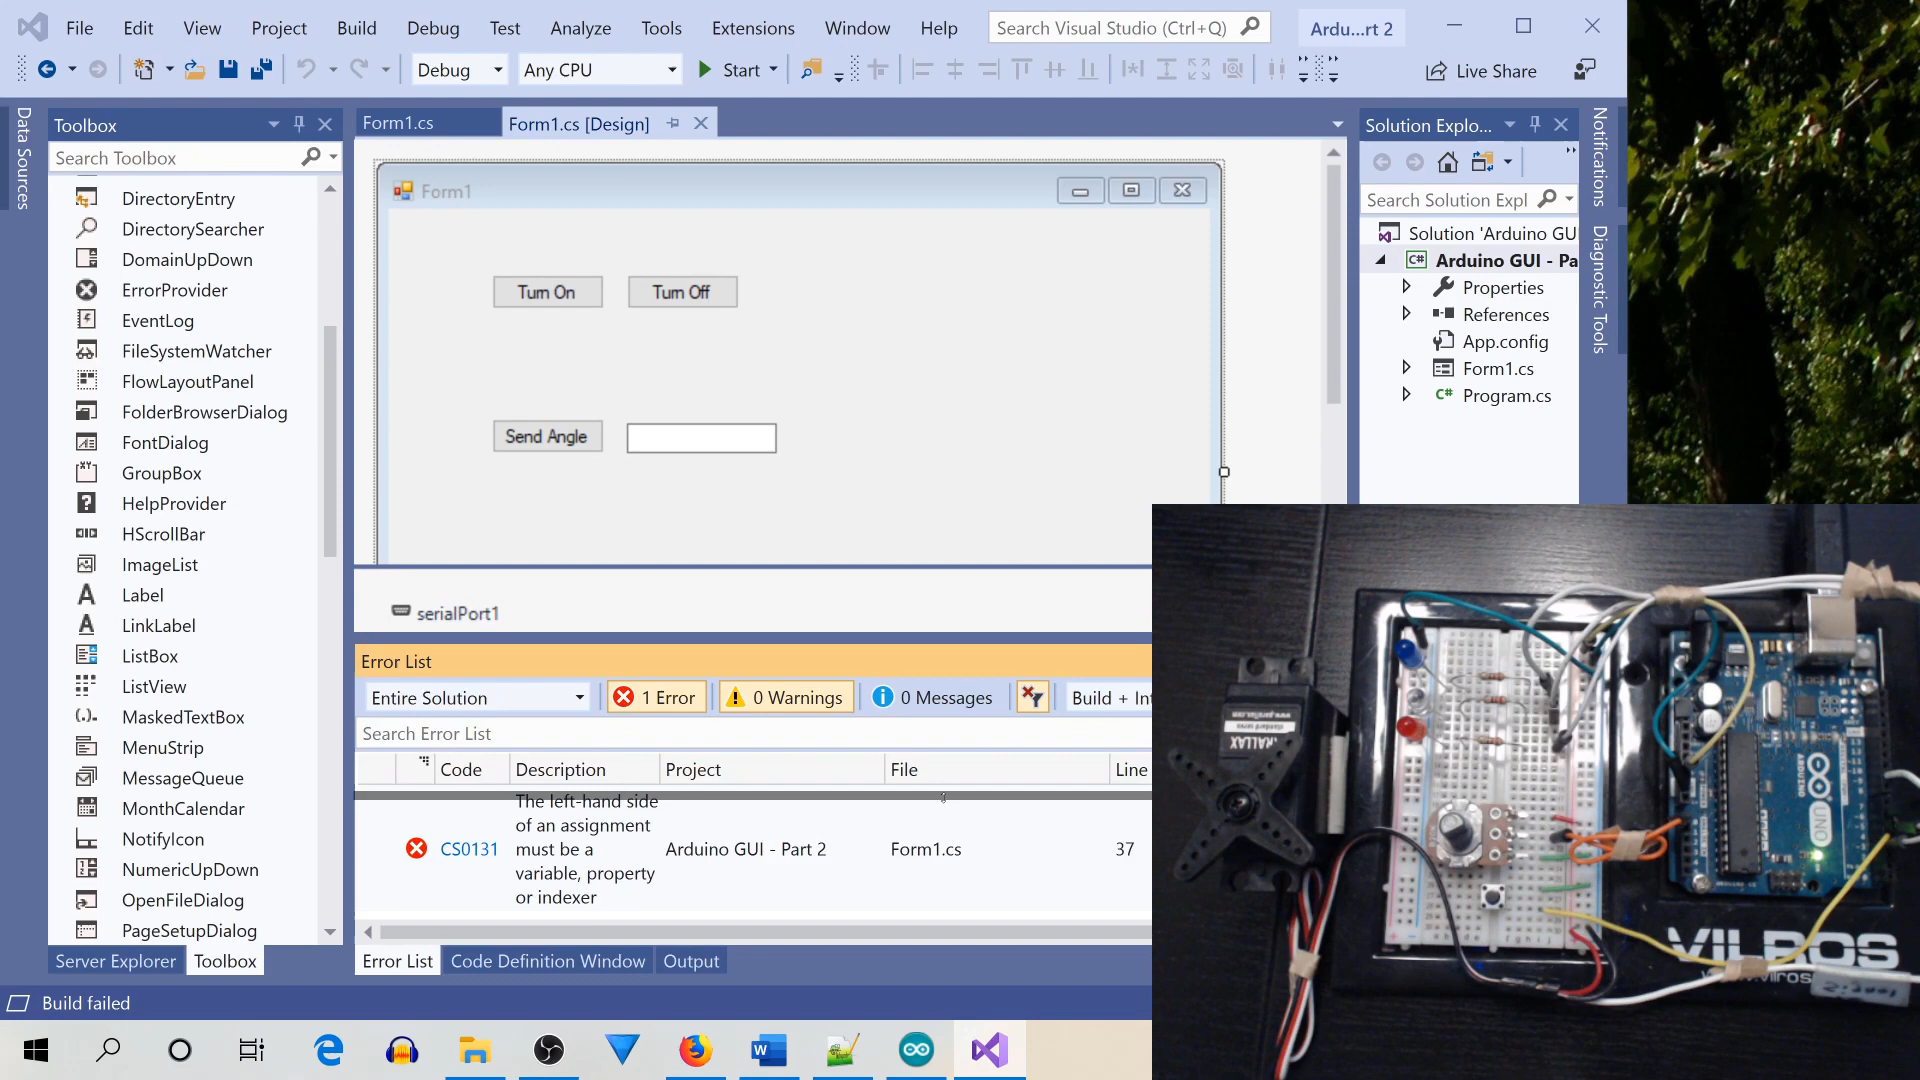 File Edit View Project Build Debug Test Analyze Tools Extensions Window Help Search Visual Studio (Ctrl+Q) Ardu...rt 2
Debug Any CPU Start Live Share
Data Sources
Toolbox
Search Toolbox
DirectoryEntry
DirectorySearcher
DomainUpDown
ErrorProvider
EventLog
FileSystemWatcher
FlowLayoutPanel
FolderBrowserDialog
FontDialog
GroupBox
HelpProvider
HScrollBar
ImageList
Label
LinkLabel
ListBox
ListView
MaskedTextBox
MenuStrip
MessageQueue
MonthCalendar
NotifyIcon
NumericUpDown
OpenFileDialog
PageSetupDialog
Server Explorer Toolbox
Form1.cs Form1.cs [Design]
Form1
Turn On Turn Off
Send Angle
serialPort1
Error List
Entire Solution 1 Error 0 Warnings 0 Messages Build + Int
Search Error List
Code Description Project File Line
The left-hand side
of an assignment
must be a
variable, property
or indexer
CS0131 Arduino GUI - Part 2 Form1.cs 37
Error List Code Definition Window Output
Solution Explo...
Search Solution Expl
Solution 'Arduino GU
C# Arduino GUI - Pa
Properties
References
App.config
Form1.cs
C# Program.cs
Notifications
Diagnostic Tools
Build failed
standard servo
ARDUINO
UNO
VILROS